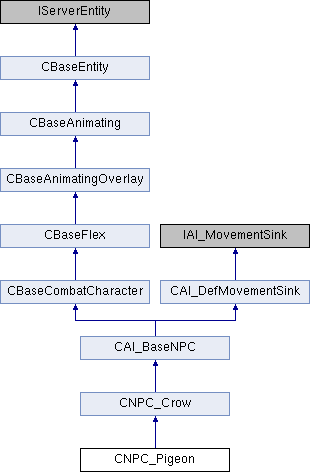 IServerEntity
CBaseEntity
CBaseAnimating
CBaseAnimatingOverlay
CBaseFlex
IAI_MovementSink
CBaseCombatCharacter
CAI_DefMovementSink
CAI_BaseNPC
CNPC_Crow
CNPC_Pigeon